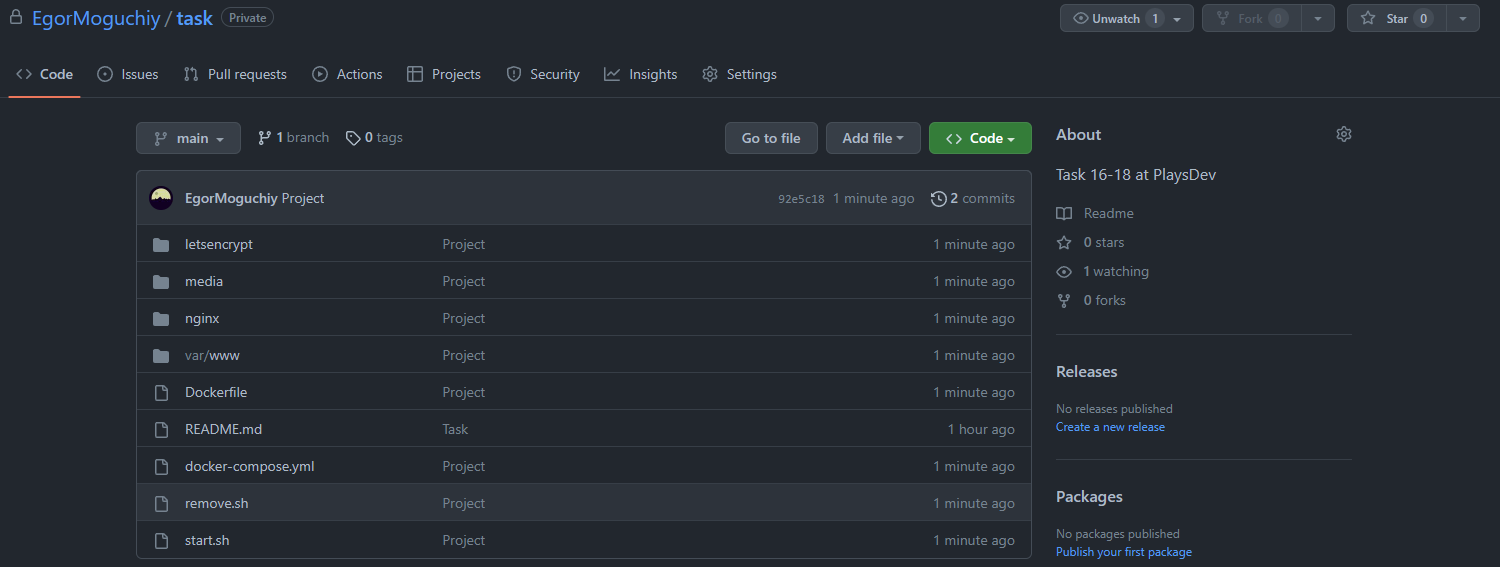 EgorMoguchiy / task Private Unwatch 1 Fork 0 Star 0
Code Issues Pull requests Actions Projects Security Insights Settings
main 1 branch 0 tags Go to file Add file Code
EgorMoguchiy Project 92e5c18 1 minute ago 2 commits
letsencrypt Project 1 minute ago
media Project 1 minute ago
nginx Project 1 minute ago
var/www Project 1 minute ago
Dockerfile Project 1 minute ago
README.md Task 1 hour ago
docker-compose.yml Project 1 minute ago
remove.sh Project 1 minute ago
start.sh Project 1 minute ago
About
Task 16-18 at PlaysDev
Readme
0 stars
1 watching
0 forks
Releases
No releases published
Create a new release
Packages
No packages published
Publish your first package